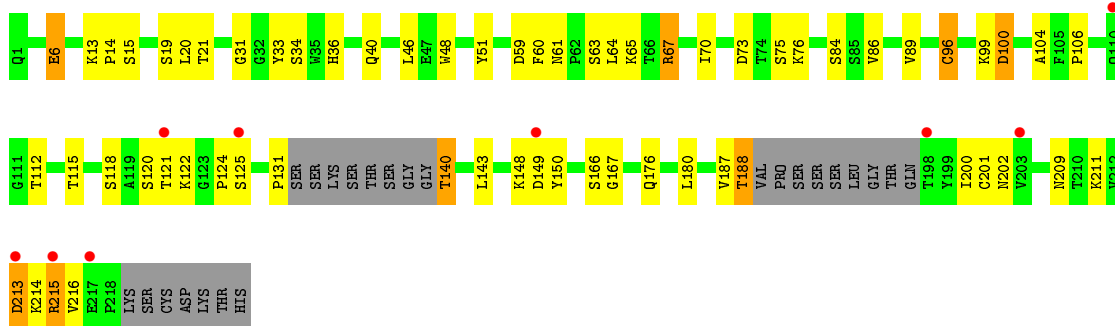 Q1 E6 K13 P14 S15 S19 L20 T21 G31 G32 Y33 S34 W35 H36 Q40 L46 E47 W48 Y51 D59 F60 N61 P62 S63 L64 K65 T66 R67 I70 D73 T74 S75 K76 S84 S85 V86 V89 C96 K99 D100 A104 F105 P106 Q110
G111 T112 T115 S118 A119 S120 T121 K122 G123 P124 S125 P131 SER SER LYS SER THR SER GLY GLY T140 L143 K148 D149 Y150 S166 G167 Q176 L180 V187 T188 VAL PRO SER SER SER LEU GLY THR GLN T198 Y199 I200 C201 N202 V203 N209 T210 K211 V212
D213 K214 R215 V216 E217 P218 LYS SER CYS ASP LYS THR HIS